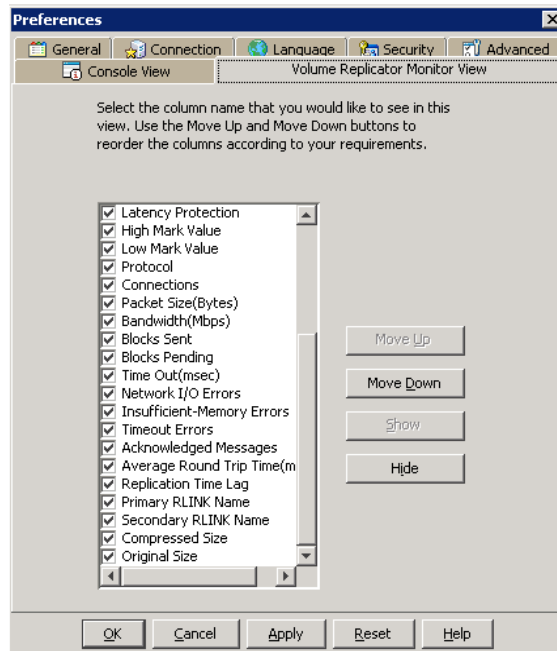 Preferences
General
Connection
Language
Security
Advanced
Console View
Volume Replicator Monitor View
Select the column name that you would like to see in this
view. Use the Move Up and Move Down buttons to
reorder the columns according to your requirements.
Latency Protection
High Mark Value
Low Mark Value
Protocol
Connections
Packet Size(Bytes)
Bandwidth(Mbps)
Blocks Sent
Blocks Pending
Time Out(msec)
Network I/O Errors
Insufficient-Memory Errors
Timeout Errors
Acknowledged Messages
Average Round Trip Time(m
Replication Time Lag
Primary RLINK Name
Secondary RLINK Name
Compressed Size
Original Size
Move Up
Move Down
Show
Hide
OK
Cancel
Apply
Reset
Help